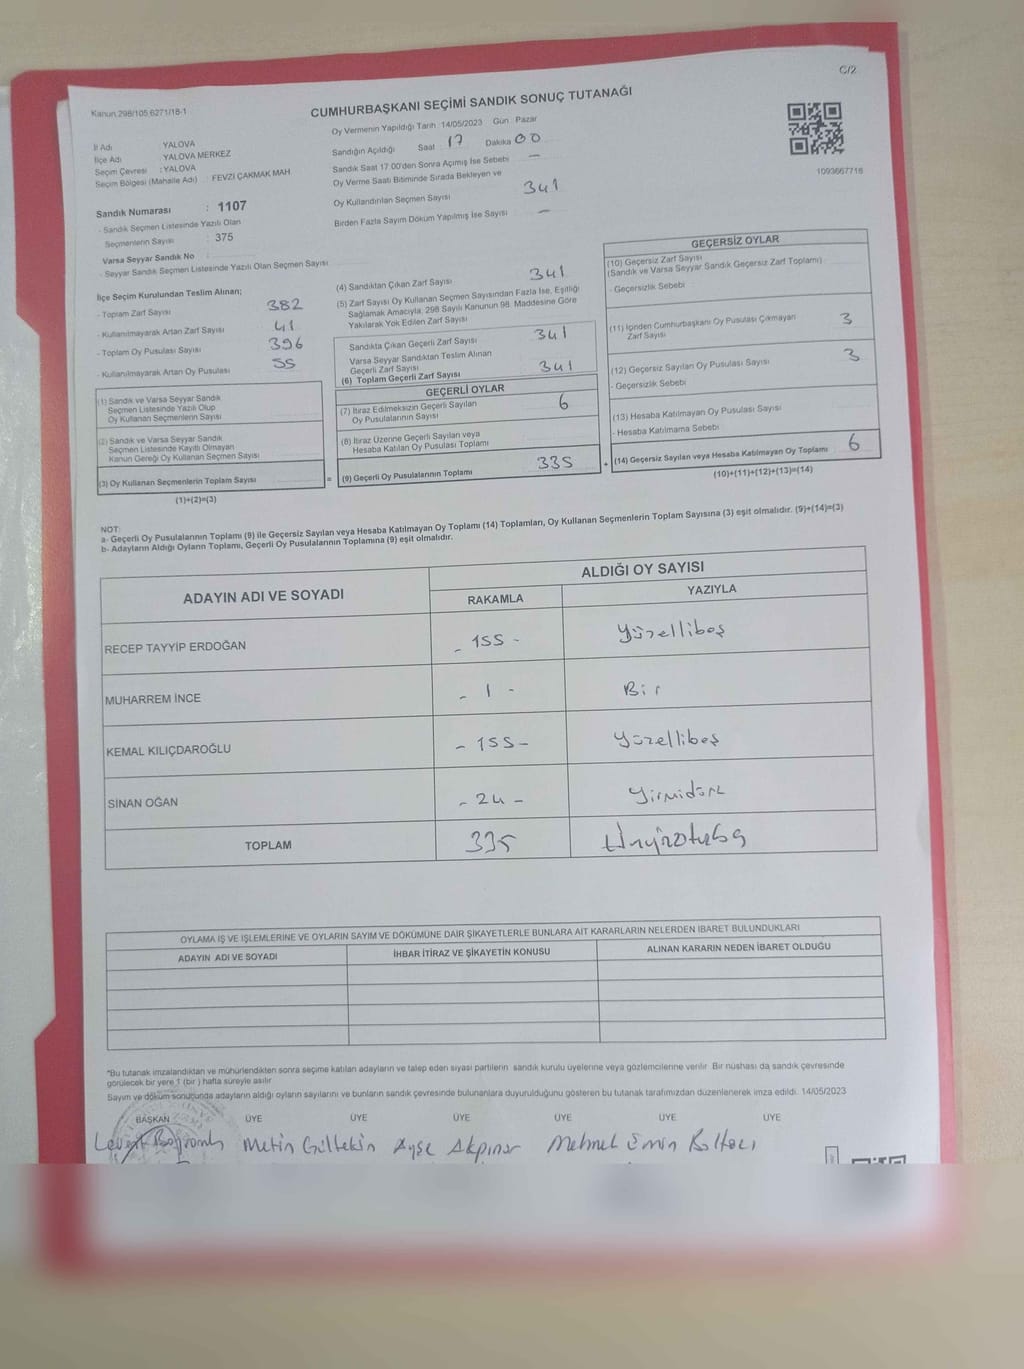 C/2
Kanun 298/105 6271/18-1
CUMHURBAŞKANI SEÇİMİ SANDIK SONUÇ TUTANAĞI
Oy Vermenin Yapıldığı Tarih 14/05/2023 Gün Pazar
İl Adı YALOVA
İlçe Adı YALOVA MERKEZ
Seçim Çevresi : YALOVA
Seçim Bölgesi (Mahalle Adı) FEVZİ ÇAKMAK MAH.
Sandık Numarası : 1107
- Sandık Seçmen Listesinde Yazılı Olan
Seçmenlerin Sayısı : 375
Varsa Seyyar Sandık No
- Seyyar Sandık Seçmen Listesinde Yazılı Olan Seçmen Sayısı
İlçe Seçim Kurulundan Teslim Alınan;
- Toplam Zarf Sayısı 382
- Kullanılmayarak Artan Zarf Sayısı 41
- Toplam Oy Pusulası Sayısı 396
- Kullanılmayarak Artan Oy Pusulası 55
(1) Sandık ve Varsa Seyyar Sandık
Seçmen Listesinde Yazılı Olup
Oy Kullanan Seçmenlerin Sayısı
(2) Sandık ve Varsa Seyyar Sandık
Seçmen Listesinde Kayıtlı Olmayan
Kanun Gereği Oy Kullanan Seçmen Sayısı
(3) Oy Kullanan Seçmenlerin Toplam Sayısı
(1)+(2)=(3)
Sandığın Açıldığı Saat 17 Dakika 00
Sandık Saat 17 00'den Sonra Açımış İse Sebebi —
Oy Verme Saati Bitiminde Sırada Bekleyen ve
Oy Kullandırılan Seçmen Sayısı 341
Birden Fazla Sayım Döküm Yapılmış İse Sayısı —
(4) Sandıktan Çıkan Zarf Sayısı 341
(5) Zarf Sayısı Oy Kullanan Seçmen Sayısından Fazla İse, Eşitliği
Sağlamak Amacıyla, 298 Sayılı Kanunun 98. Maddesine Göre
Yakılarak Yok Edilen Zarf Sayısı
Sandıkta Çıkan Geçerli Zarf Sayısı 341
Varsa Seyyar Sandıktan Teslim Alınan
Geçerli Zarf Sayısı
(6) Toplam Geçerli Zarf Sayısı 341
GEÇERLİ OYLAR
(7) İtiraz Edilmeksizin Geçerli Sayılan
Oy Pusulalarının Sayısı 6
(8) İtiraz Üzerine Geçerli Sayılan veya
Hesaba Katılan Oy Pusulası Toplamı
= (9) Geçerli Oy Pusulalarının Toplamı 335 +
1093667716
GEÇERSİZ OYLAR
(10) Geçersiz Zarf Sayısı
(Sandık ve Varsa Seyyar Sandık Geçersiz Zarf Toplamı)
- Geçersizlik Sebebi
(11) İçinden Cumhurbaşkanı Oy Pusulası Çıkmayan
Zarf Sayısı 3
(12) Geçersiz Sayılan Oy Pusulası Sayısı 3
- Geçersizlik Sebebi
(13) Hesaba Katılmayan Oy Pusulası Sayısı
- Hesaba Katılmama Sebebi
(14) Geçersiz Sayılan veya Hesaba Katılmayan Oy Toplamı 6
(10)+(11)+(12)+(13)=(14)
NOT:
a- Geçerli Oy Pusulalarının Toplamı (9) ile Geçersiz Sayılan veya Hesaba Katılmayan Oy Toplamı (14) Toplamları, Oy Kullanan Seçmenlerin Toplam Sayısına (3) eşit olmalıdır. (9)+(14)=(3)
b- Adayların Aldığı Oyların Toplamı, Geçerli Oy Pusulalarının Toplamına (9) eşit olmalıdır.
ADAYIN ADI VE SOYADI ALDIĞI OY SAYISI
RAKAMLA YAZIYLA
RECEP TAYYİP ERDOĞAN - 155 - Yüzellibeş
MUHARREM İNCE - 1 - Bir
KEMAL KILIÇDAROĞLU - 155 - Yüzellibeş
SİNAN OĞAN - 24 - Yirmidört
TOPLAM 335
OYLAMA İŞ VE İŞLEMLERİNE VE OYLARIN SAYIM VE DÖKÜMÜNE DAİR ŞİKAYETLERLE BUNLARA AİT KARARLARIN NELERDEN İBARET BULUNDUKLARI
ADAYIN ADI VE SOYADI İHBAR İTİRAZ VE ŞİKAYETİN KONUSU ALINAN KARARIN NEDEN İBARET OLDUĞU
*Bu tutanak imzalandıktan ve mühürlendikten sonra seçime katılan adayların ve talep eden siyasi partilerin sandık kurulu üyelerine veya gözlemcilerine verilir. Bir nüshası da sandık çevresinde
görülecek bir yere 1 (bir) hafta süreyle asılır
Sayım ve döküm sonucunda adayların aldığı oyların sayılarını ve bunların sandık çevresinde bulunanlara duyurulduğunu gösteren bu tutanak tarafımızdan düzenlenerek imza edildi. 14/05/2023
BAŞKAN ÜYE ÜYE ÜYE ÜYE ÜYE
Levent Metin Gültekin Ayşe Akpınar Mehmet Emin Baltacı